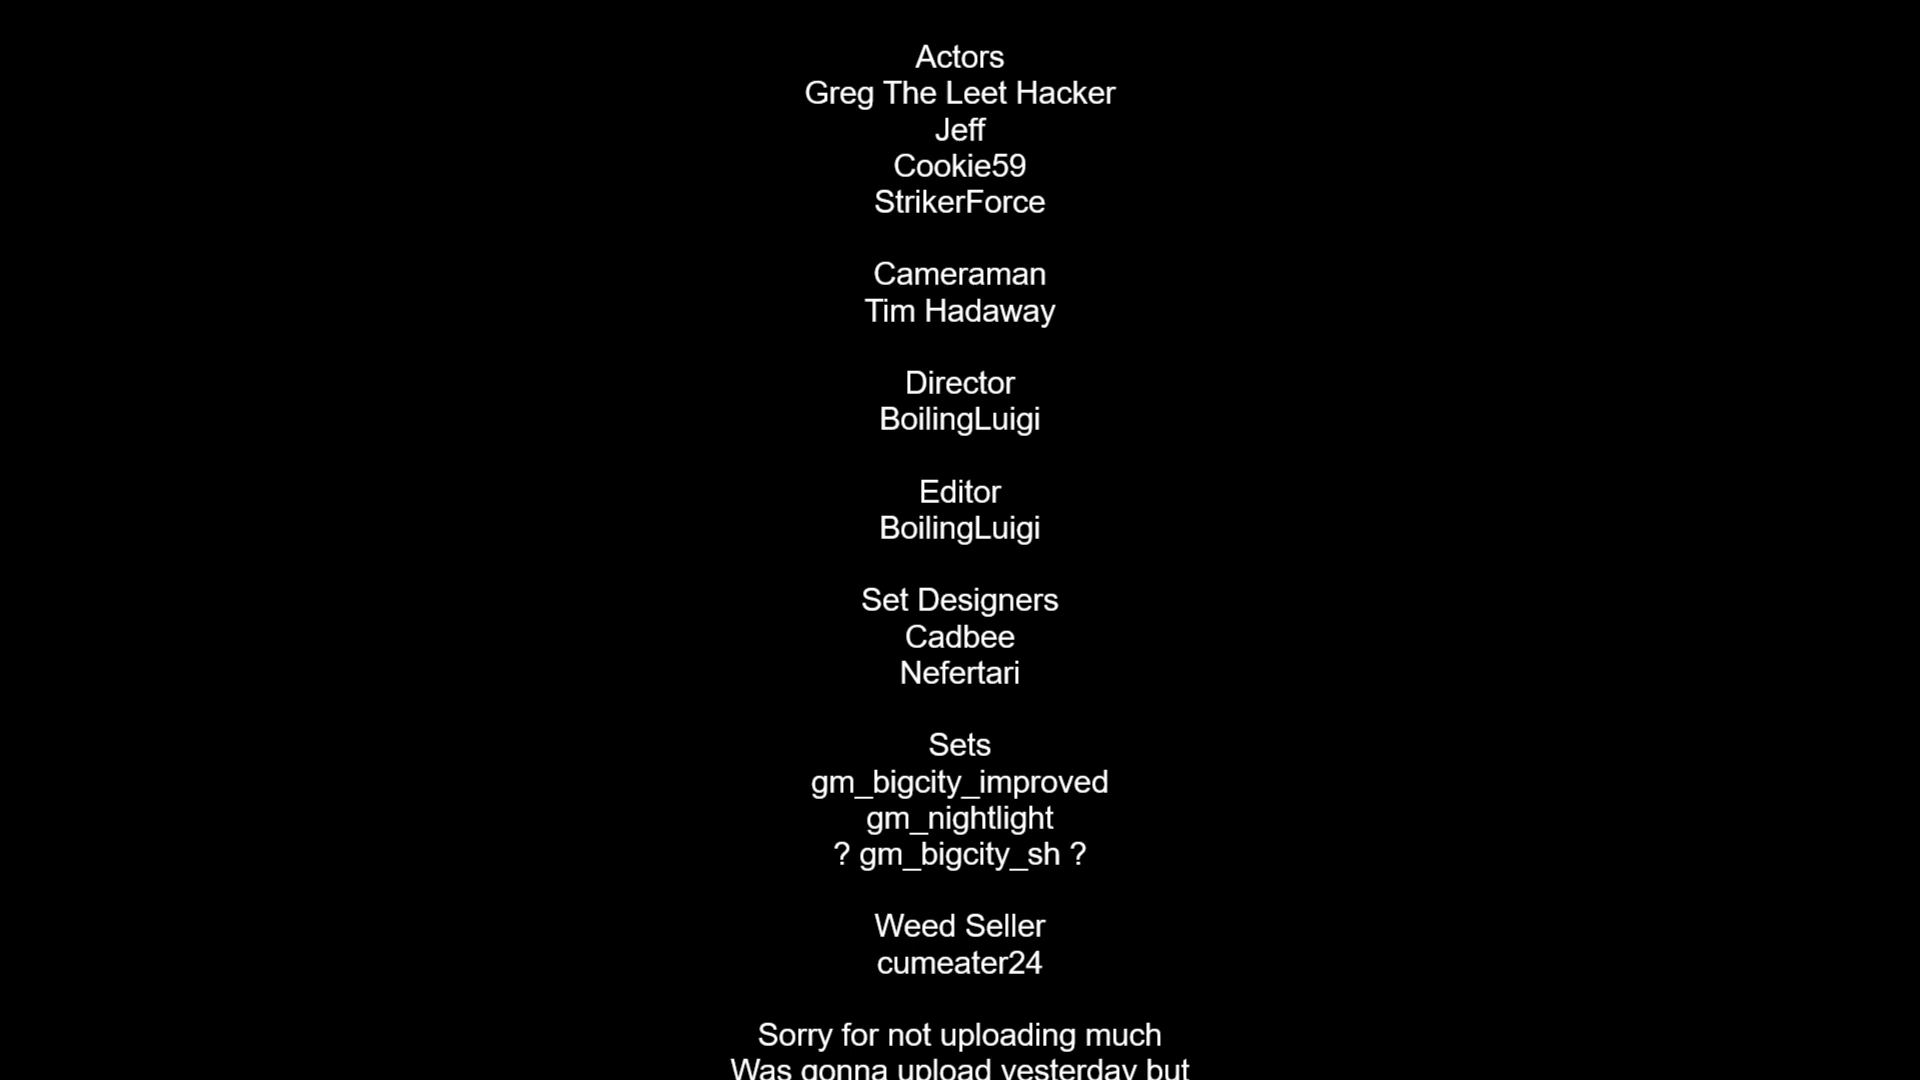 Actors
Greg The Leet Hacker
Jeff
Cookie59
StrikerForce
Cameraman
Tim Hadaway
Director
BoilingLuigi
Editor
BoilingLuigi
Set Designers
Cadbee
Nefertari
Sets
gm_bigcity_improved
gm_nightlight
? gm_bigcity_sh ?
Weed Seller
cumeater24
Sorry for not uploading much
Was gonna upload yesterday but